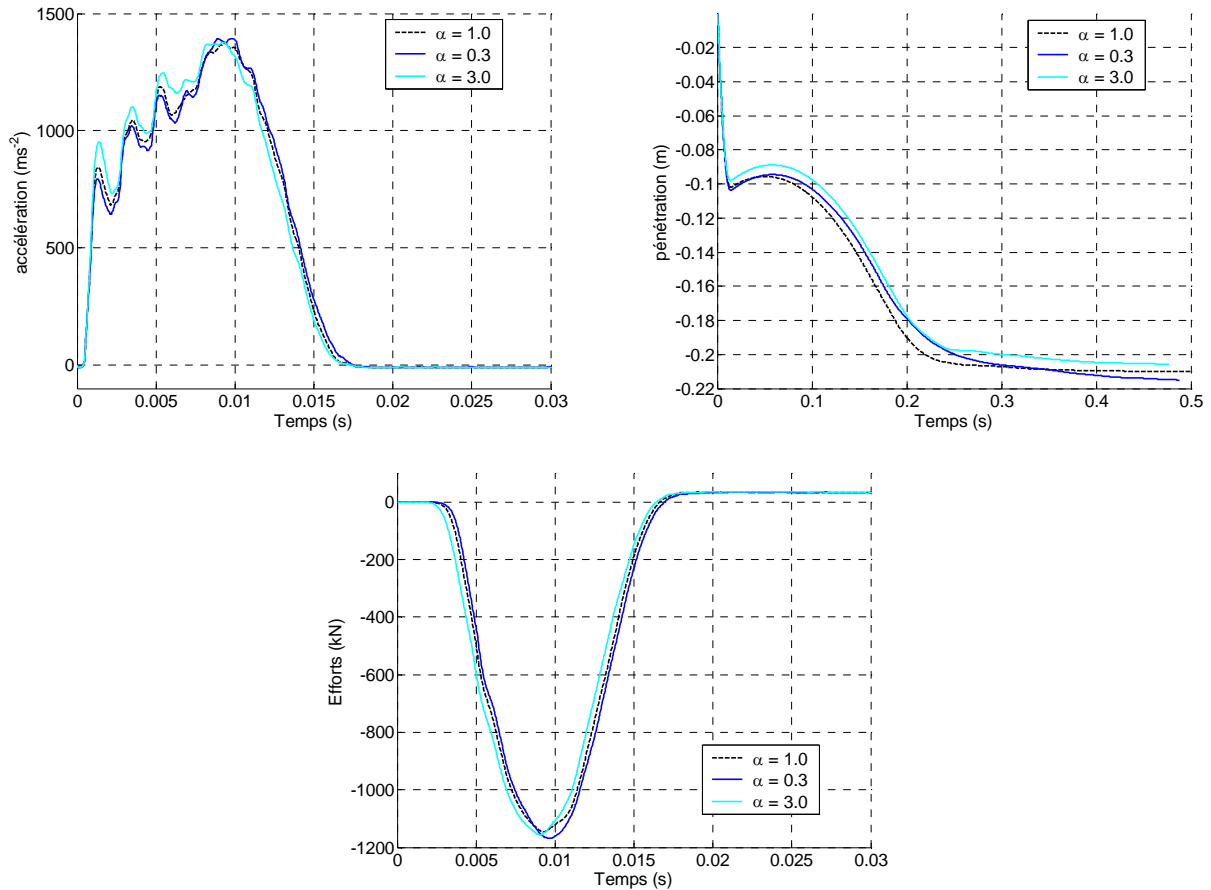 1500
1000
500
0
accélération (ms-2)
0 0.005 0.01 0.015 0.02 0.025 0.03
Temps (s)
α = 1.0
α = 0.3
α = 3.0
-0.02
-0.04
-0.06
-0.08
-0.1
-0.12
-0.14
-0.16
-0.18
-0.2
-0.22
pénétration (m)
0 0.1 0.2 0.3 0.4 0.5
Temps (s)
α = 1.0
α = 0.3
α = 3.0
0
-200
-400
-600
-800
-1000
-1200
Efforts (kN)
0 0.005 0.01 0.015 0.02 0.025 0.03
Temps (s)
α = 1.0
α = 0.3
α = 3.0